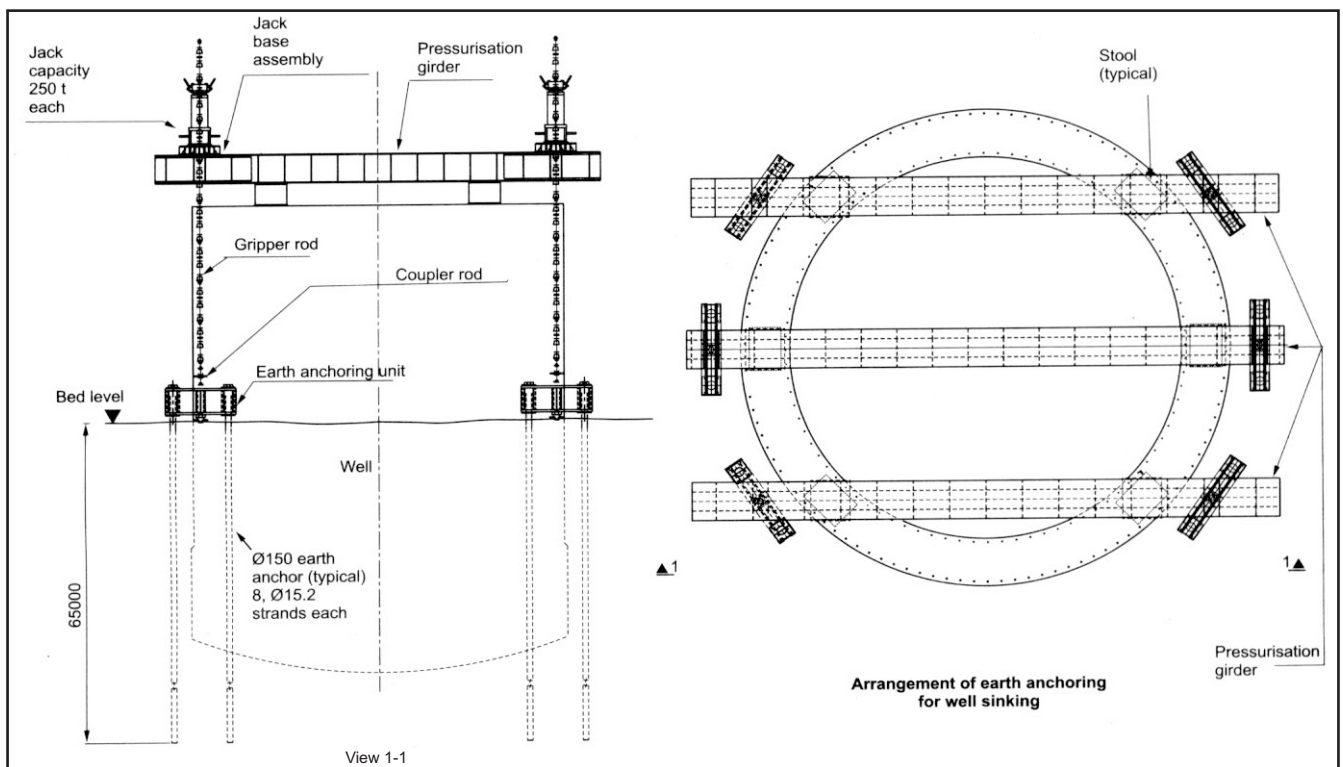 Jack
capacity
250 t
each
Jack
base
assembly
Pressurisation
girder
Gripper rod
Coupler rod
Earth anchoring unit
Bed level
Well
Ø150 earth
anchor (typical)
8, Ø15.2
strands each
65000
View 1-1
Stool
(typical)
1
1
Pressurisation
girder
Arrangement of earth anchoring
for well sinking